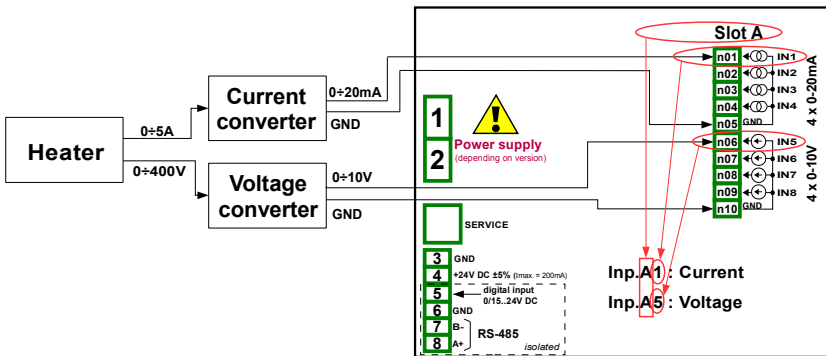 Slot A
n01 IN1
n02 IN2
n03 IN3
n04 IN4
n05 GND
4 x 0-20mA
n06 IN5
n07 IN6
n08 IN7
n09 IN8
n10 GND
4 x 0-10V
Heater
0÷5A
0÷400V
Current
converter
0÷20mA
GND
Voltage
converter
0÷10V
GND
1
2
!
Power supply
(depending on version)
SERVICE
3 GND
4 +24V DC ±5% (Imax. = 200mA)
5 digital input
0/15..24V DC
6 GND
7 B-
8 A+
RS-485
isolated
Inp.A1 : Current
Inp.A5 : Voltage